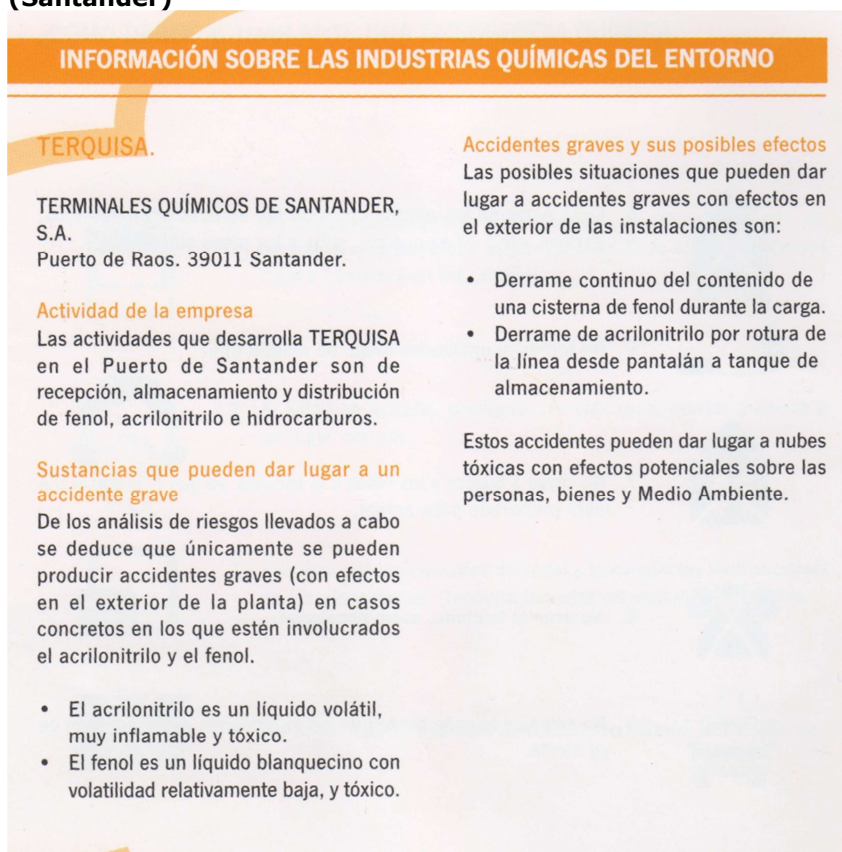 (Santander)
INFORMACIÓN SOBRE LAS INDUSTRIAS QUÍMICAS DEL ENTORNO
TERQUISA.
TERMINALES QUÍMICOS DE SANTANDER,
S.A.
Puerto de Raos. 39011 Santander.
Actividad de la empresa
Las actividades que desarrolla TERQUISA
en el Puerto de Santander son de
recepción, almacenamiento y distribución
de fenol, acrilonitrilo e hidrocarburos.
Sustancias que pueden dar lugar a un
accidente grave
De los análisis de riesgos llevados a cabo
se deduce que únicamente se pueden
producir accidentes graves (con efectos
en el exterior de la planta) en casos
concretos en los que estén involucrados
el acrilonitrilo y el fenol.
• El acrilonitrilo es un líquido volátil,
muy inflamable y tóxico.
• El fenol es un líquido blanquecino con
volatilidad relativamente baja, y tóxico.
Accidentes graves y sus posibles efectos
Las posibles situaciones que pueden dar
lugar a accidentes graves con efectos en
el exterior de las instalaciones son:
• Derrame continuo del contenido de
una cisterna de fenol durante la carga.
• Derrame de acrilonitrilo por rotura de
la línea desde pantalán a tanque de
almacenamiento.
Estos accidentes pueden dar lugar a nubes
tóxicas con efectos potenciales sobre las
personas, bienes y Medio Ambiente.